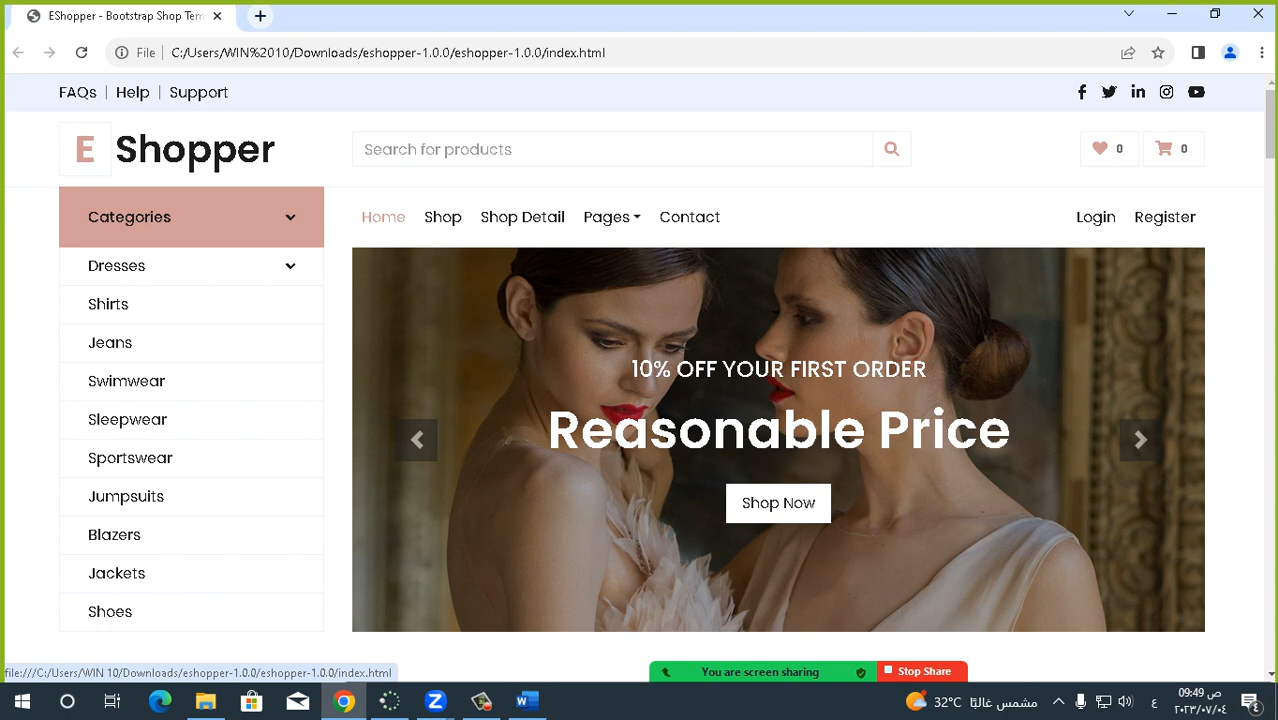 EShopper - Bootstrap Shop Tem
File | C:/Users/WIN%2010/Downloads/eshopper-1.0.0/eshopper-1.0.0/index.html
FAQs | Help | Support
E Shopper
Search for products
0
0
Categories
Home Shop Shop Detail Pages Contact
Login Register
Dresses
Shirts
Jeans
Swimwear
Sleepwear
Sportswear
Jumpsuits
Blazers
Jackets
Shoes
10% OFF YOUR FIRST ORDER
Reasonable Price
Shop Now
file:///C:/Users/WIN 10/Downloads/eshopper-1.0.0/eshopper-1.0.0/index.html
You are screen sharing
Stop Share
32°C مشمس غالبًا
ع
09:49 ص
٢٠٢٣/٠٧/٠٤